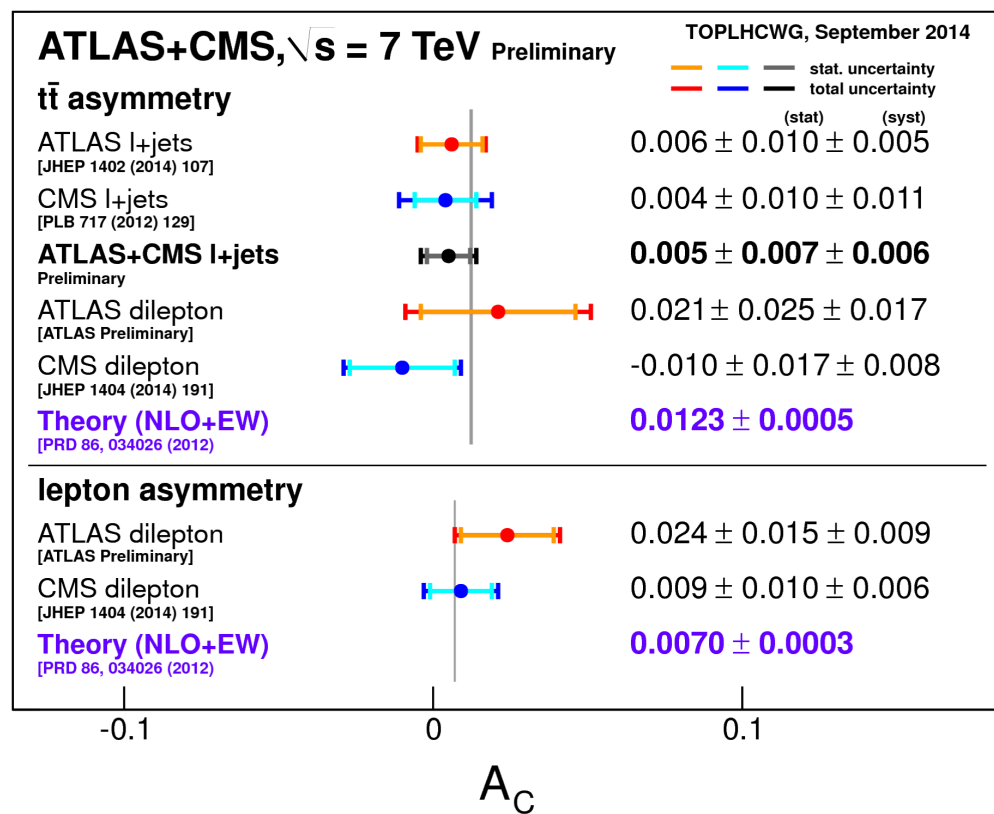 ATLAS+CMS,√s = 7 TeV Preliminary
TOPLHCWG, September 2014
stat. uncertainty
total uncertainty
tt̄ asymmetry
(stat) (syst)
ATLAS l+jets 0.006 ± 0.010 ± 0.005
[JHEP 1402 (2014) 107]
CMS l+jets 0.004 ± 0.010 ± 0.011
[PLB 717 (2012) 129]
ATLAS+CMS l+jets 0.005 ± 0.007 ± 0.006
Preliminary
ATLAS dilepton 0.021 ± 0.025 ± 0.017
[ATLAS Preliminary]
CMS dilepton -0.010 ± 0.017 ± 0.008
[JHEP 1404 (2014) 191]
Theory (NLO+EW) 0.0123 ± 0.0005
[PRD 86, 034026 (2012)
lepton asymmetry
ATLAS dilepton 0.024 ± 0.015 ± 0.009
[ATLAS Preliminary]
CMS dilepton 0.009 ± 0.010 ± 0.006
[JHEP 1404 (2014) 191]
Theory (NLO+EW) 0.0070 ± 0.0003
[PRD 86, 034026 (2012)
-0.1 0 0.1
A_C